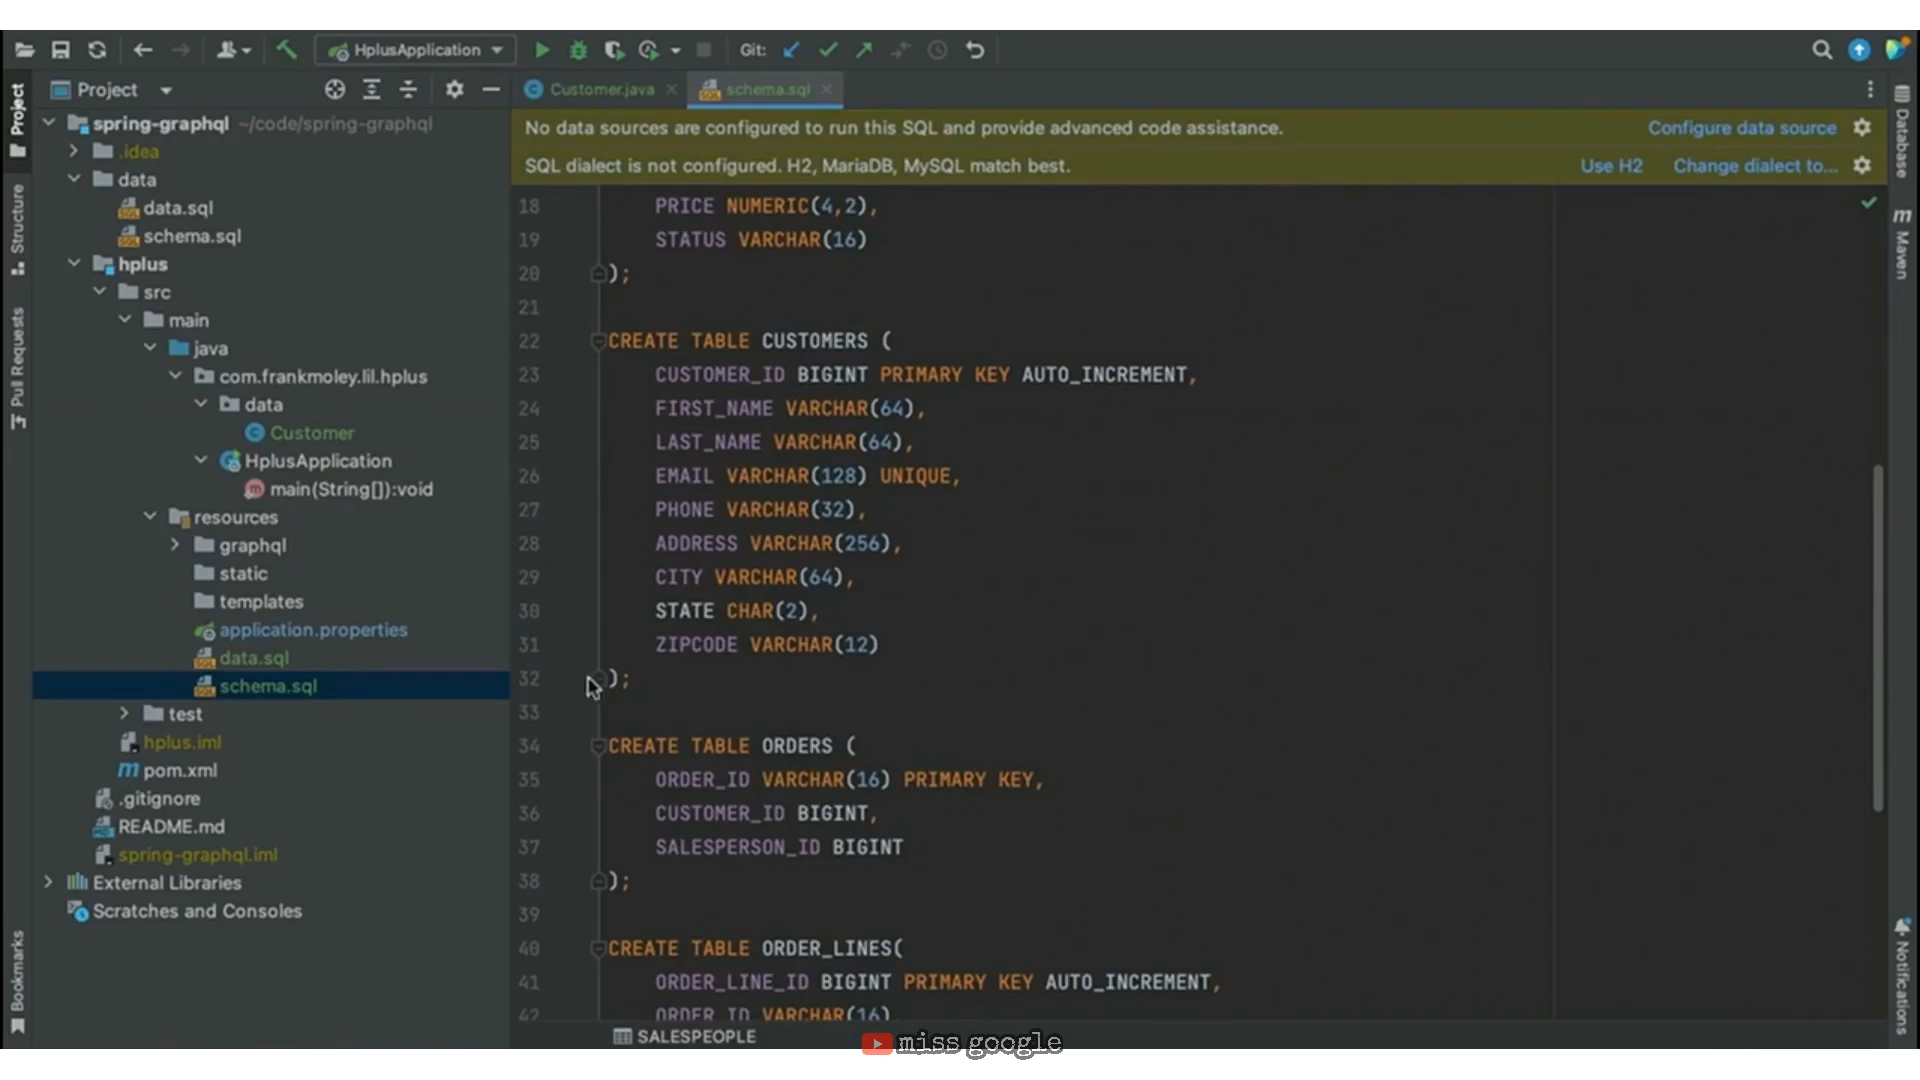 HplusApplication
Git:
Project
Customer.java
schema.sql
Project
Structure
Pull Requests
Bookmarks
spring-graphql ~/code/spring-graphql
.idea
data
data.sql
schema.sql
hplus
src
main
java
com.frankmoley.lil.hplus
data
Customer
HplusApplication
main(String[]):void
resources
graphql
static
templates
application.properties
data.sql
schema.sql
test
hplus.iml
pom.xml
.gitignore
README.md
spring-graphql.iml
External Libraries
Scratches and Consoles
No data sources are configured to run this SQL and provide advanced code assistance. Configure data source
SQL dialect is not configured. H2, MariaDB, MySQL match best. Use H2 Change dialect to...
18 PRICE NUMERIC(4,2),
19 STATUS VARCHAR(16)
20 );
21
22 CREATE TABLE CUSTOMERS (
23 CUSTOMER_ID BIGINT PRIMARY KEY AUTO_INCREMENT,
24 FIRST_NAME VARCHAR(64),
25 LAST_NAME VARCHAR(64),
26 EMAIL VARCHAR(128) UNIQUE,
27 PHONE VARCHAR(32),
28 ADDRESS VARCHAR(256),
29 CITY VARCHAR(64),
30 STATE CHAR(2),
31 ZIPCODE VARCHAR(12)
32 );
33
34 CREATE TABLE ORDERS (
35 ORDER_ID VARCHAR(16) PRIMARY KEY,
36 CUSTOMER_ID BIGINT,
37 SALESPERSON_ID BIGINT
38 );
39
40 CREATE TABLE ORDER_LINES(
41 ORDER_LINE_ID BIGINT PRIMARY KEY AUTO_INCREMENT,
42 ORDER_ID VARCHAR(16),
SALESPEOPLE
miss google
Database
Maven
Notifications